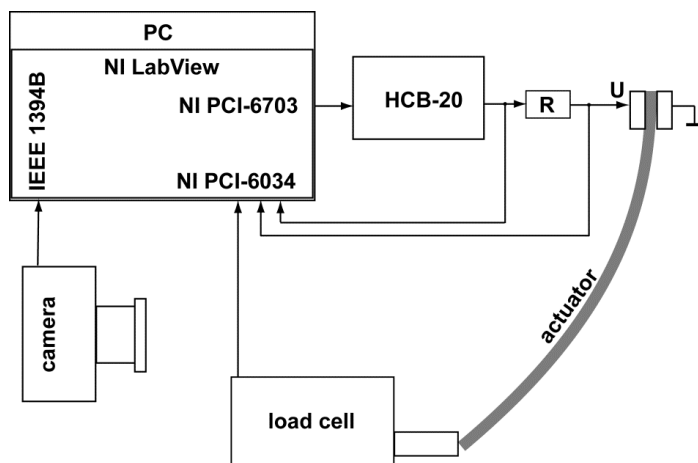 PC
NI LabView
NI PCI-6703
IEEE 1394B
NI PCI-6034
HCB-20
R
U
camera
load cell
actuator